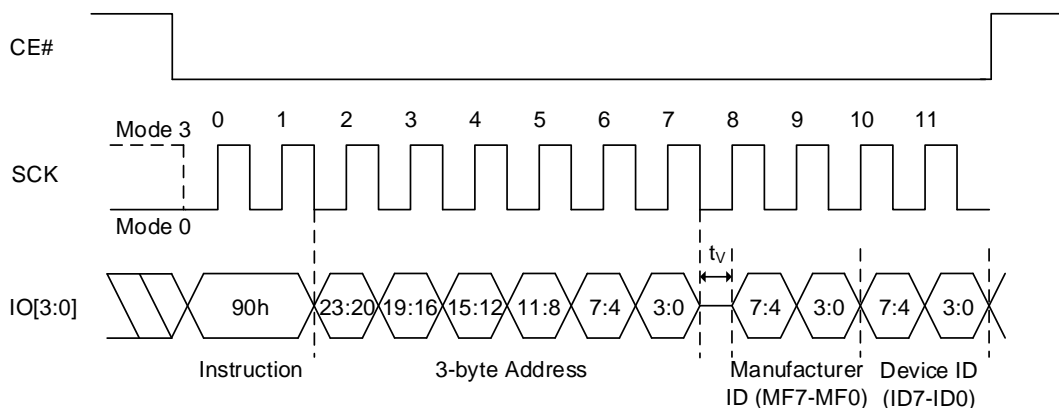 CE#
0 1 2 3 4 5 6 7 8 9 10 11
Mode 3
SCK
Mode 0
tV
IO[3:0] 90h 23:20 19:16 15:12 11:8 7:4 3:0 7:4 3:0 7:4 3:0
Instruction 3-byte Address Manufacturer Device ID
ID (MF7-MF0) (ID7-ID0)